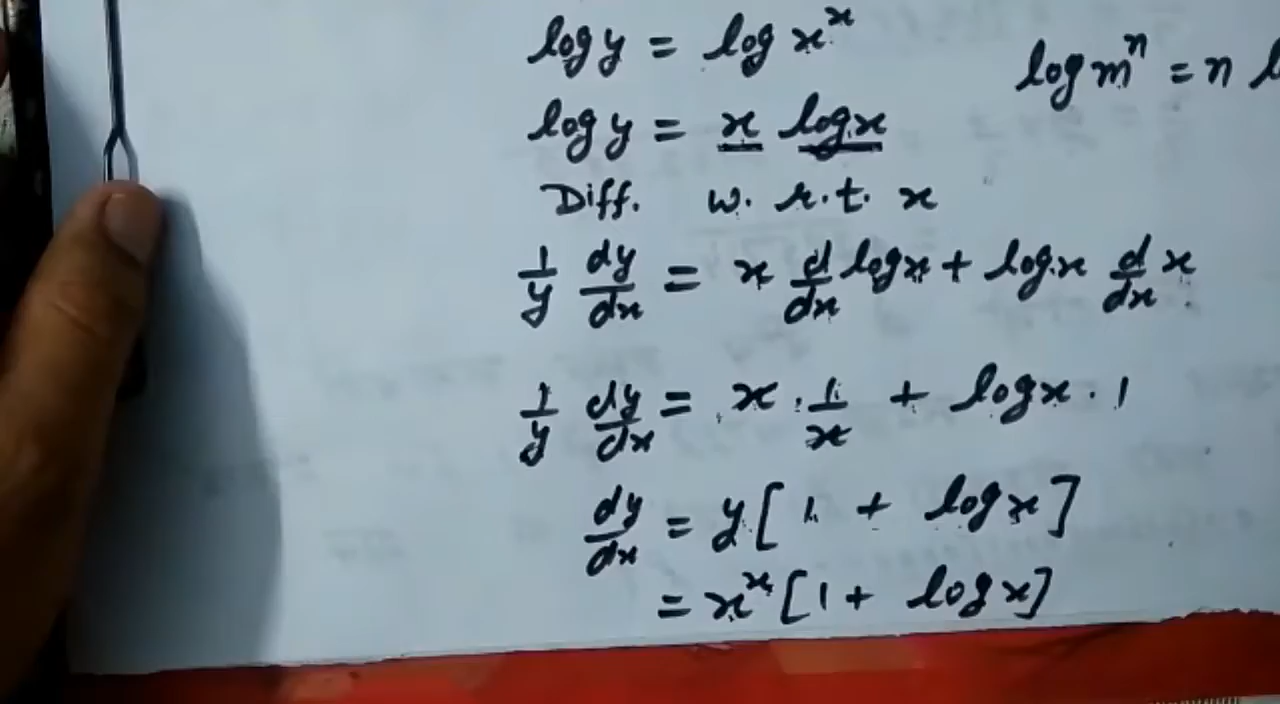 log y = log x^x
log m^n = n l
log y = x log x
Diff. w.r.t. x
1/y dy/dx = x d/dx log x + log x d/dx x
1/y dy/dx = x · 1/x + log x · 1
dy/dx = y [1 + log x]
= x^x [1 + log x]